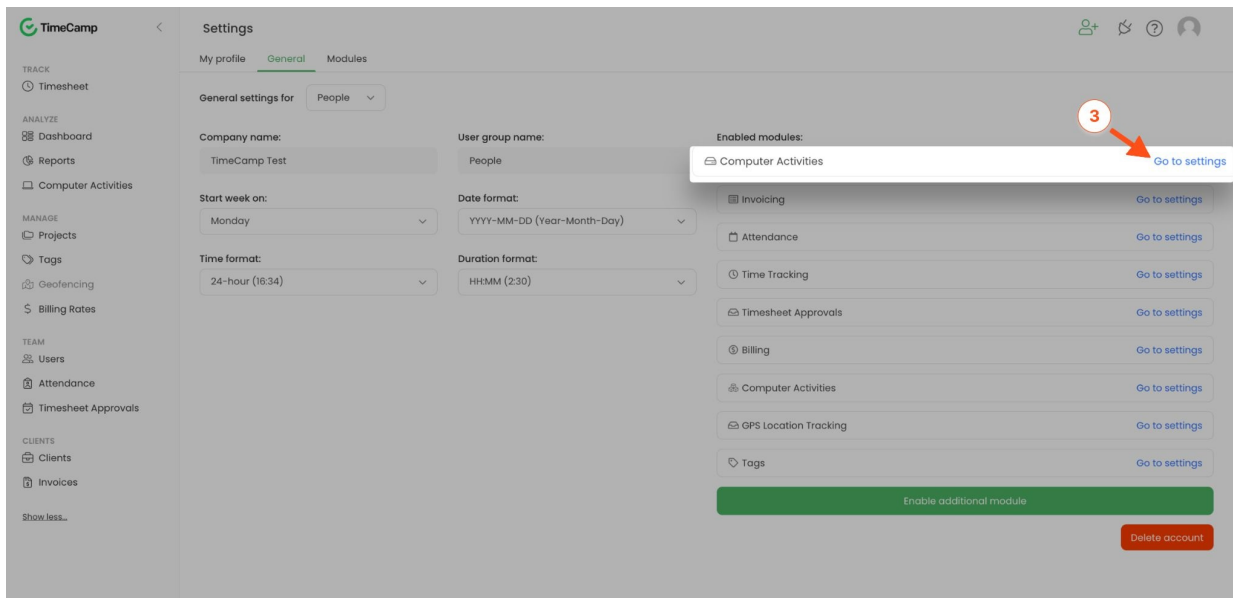 TimeCamp
TRACK
Timesheet
ANALYZE
Dashboard
Reports
Computer Activities
MANAGE
Projects
Tags
Geofencing
$ Billing Rates
TEAM
Users
Attendance
Timesheet Approvals
CLIENTS
Clients
Invoices
Show less...
Settings
My profile General Modules
General settings for People
Company name:
TimeCamp Test
User group name:
People
Start week on:
Monday
Date format:
YYYY-MM-DD (Year-Month-Day)
Time format:
24-hour (16:34)
Duration format:
HH:MM (2:30)
3
Enabled modules:
Computer Activities Go to settings
Invoicing Go to settings
Attendance Go to settings
Time Tracking Go to settings
Timesheet Approvals Go to settings
Billing Go to settings
Computer Activities Go to settings
GPS Location Tracking Go to settings
Tags Go to settings
Enable additional module
Delete account